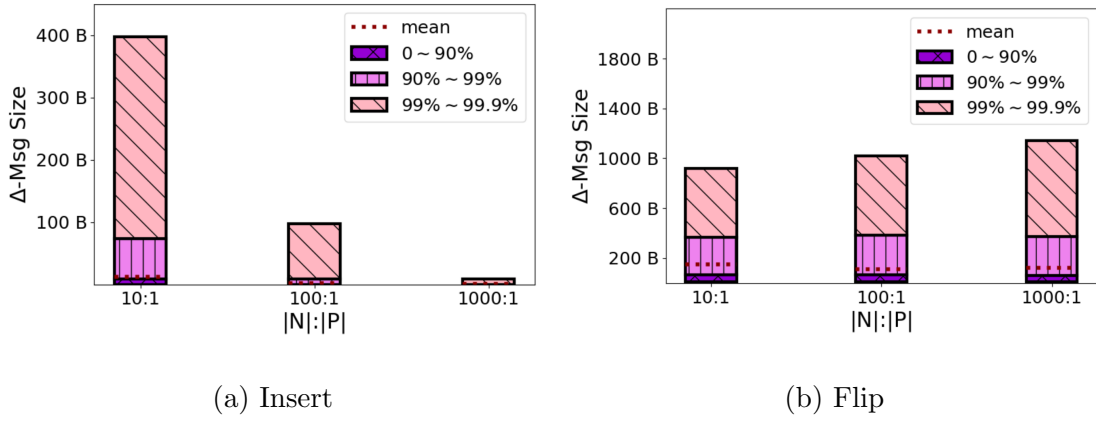 400 B
300 B
200 B
100 B
Δ-Msg Size
mean
0 ~ 90%
90% ~ 99%
99% ~ 99.9%
10:1
100:1
1000:1
|N|:|P|
(a) Insert
1800 B
1400 B
1000 B
600 B
200 B
Δ-Msg Size
mean
0 ~ 90%
90% ~ 99%
99% ~ 99.9%
10:1
100:1
1000:1
|N|:|P|
(b) Flip